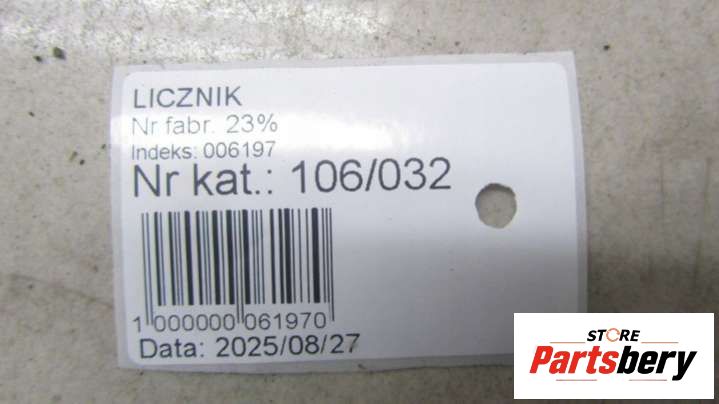 LICZNIK
Nr fabr. 23%
Indeks: 006197
Nr kat.: 106/032
1 000000 061970
Data: 2025/08/27
STORE
Partsbery